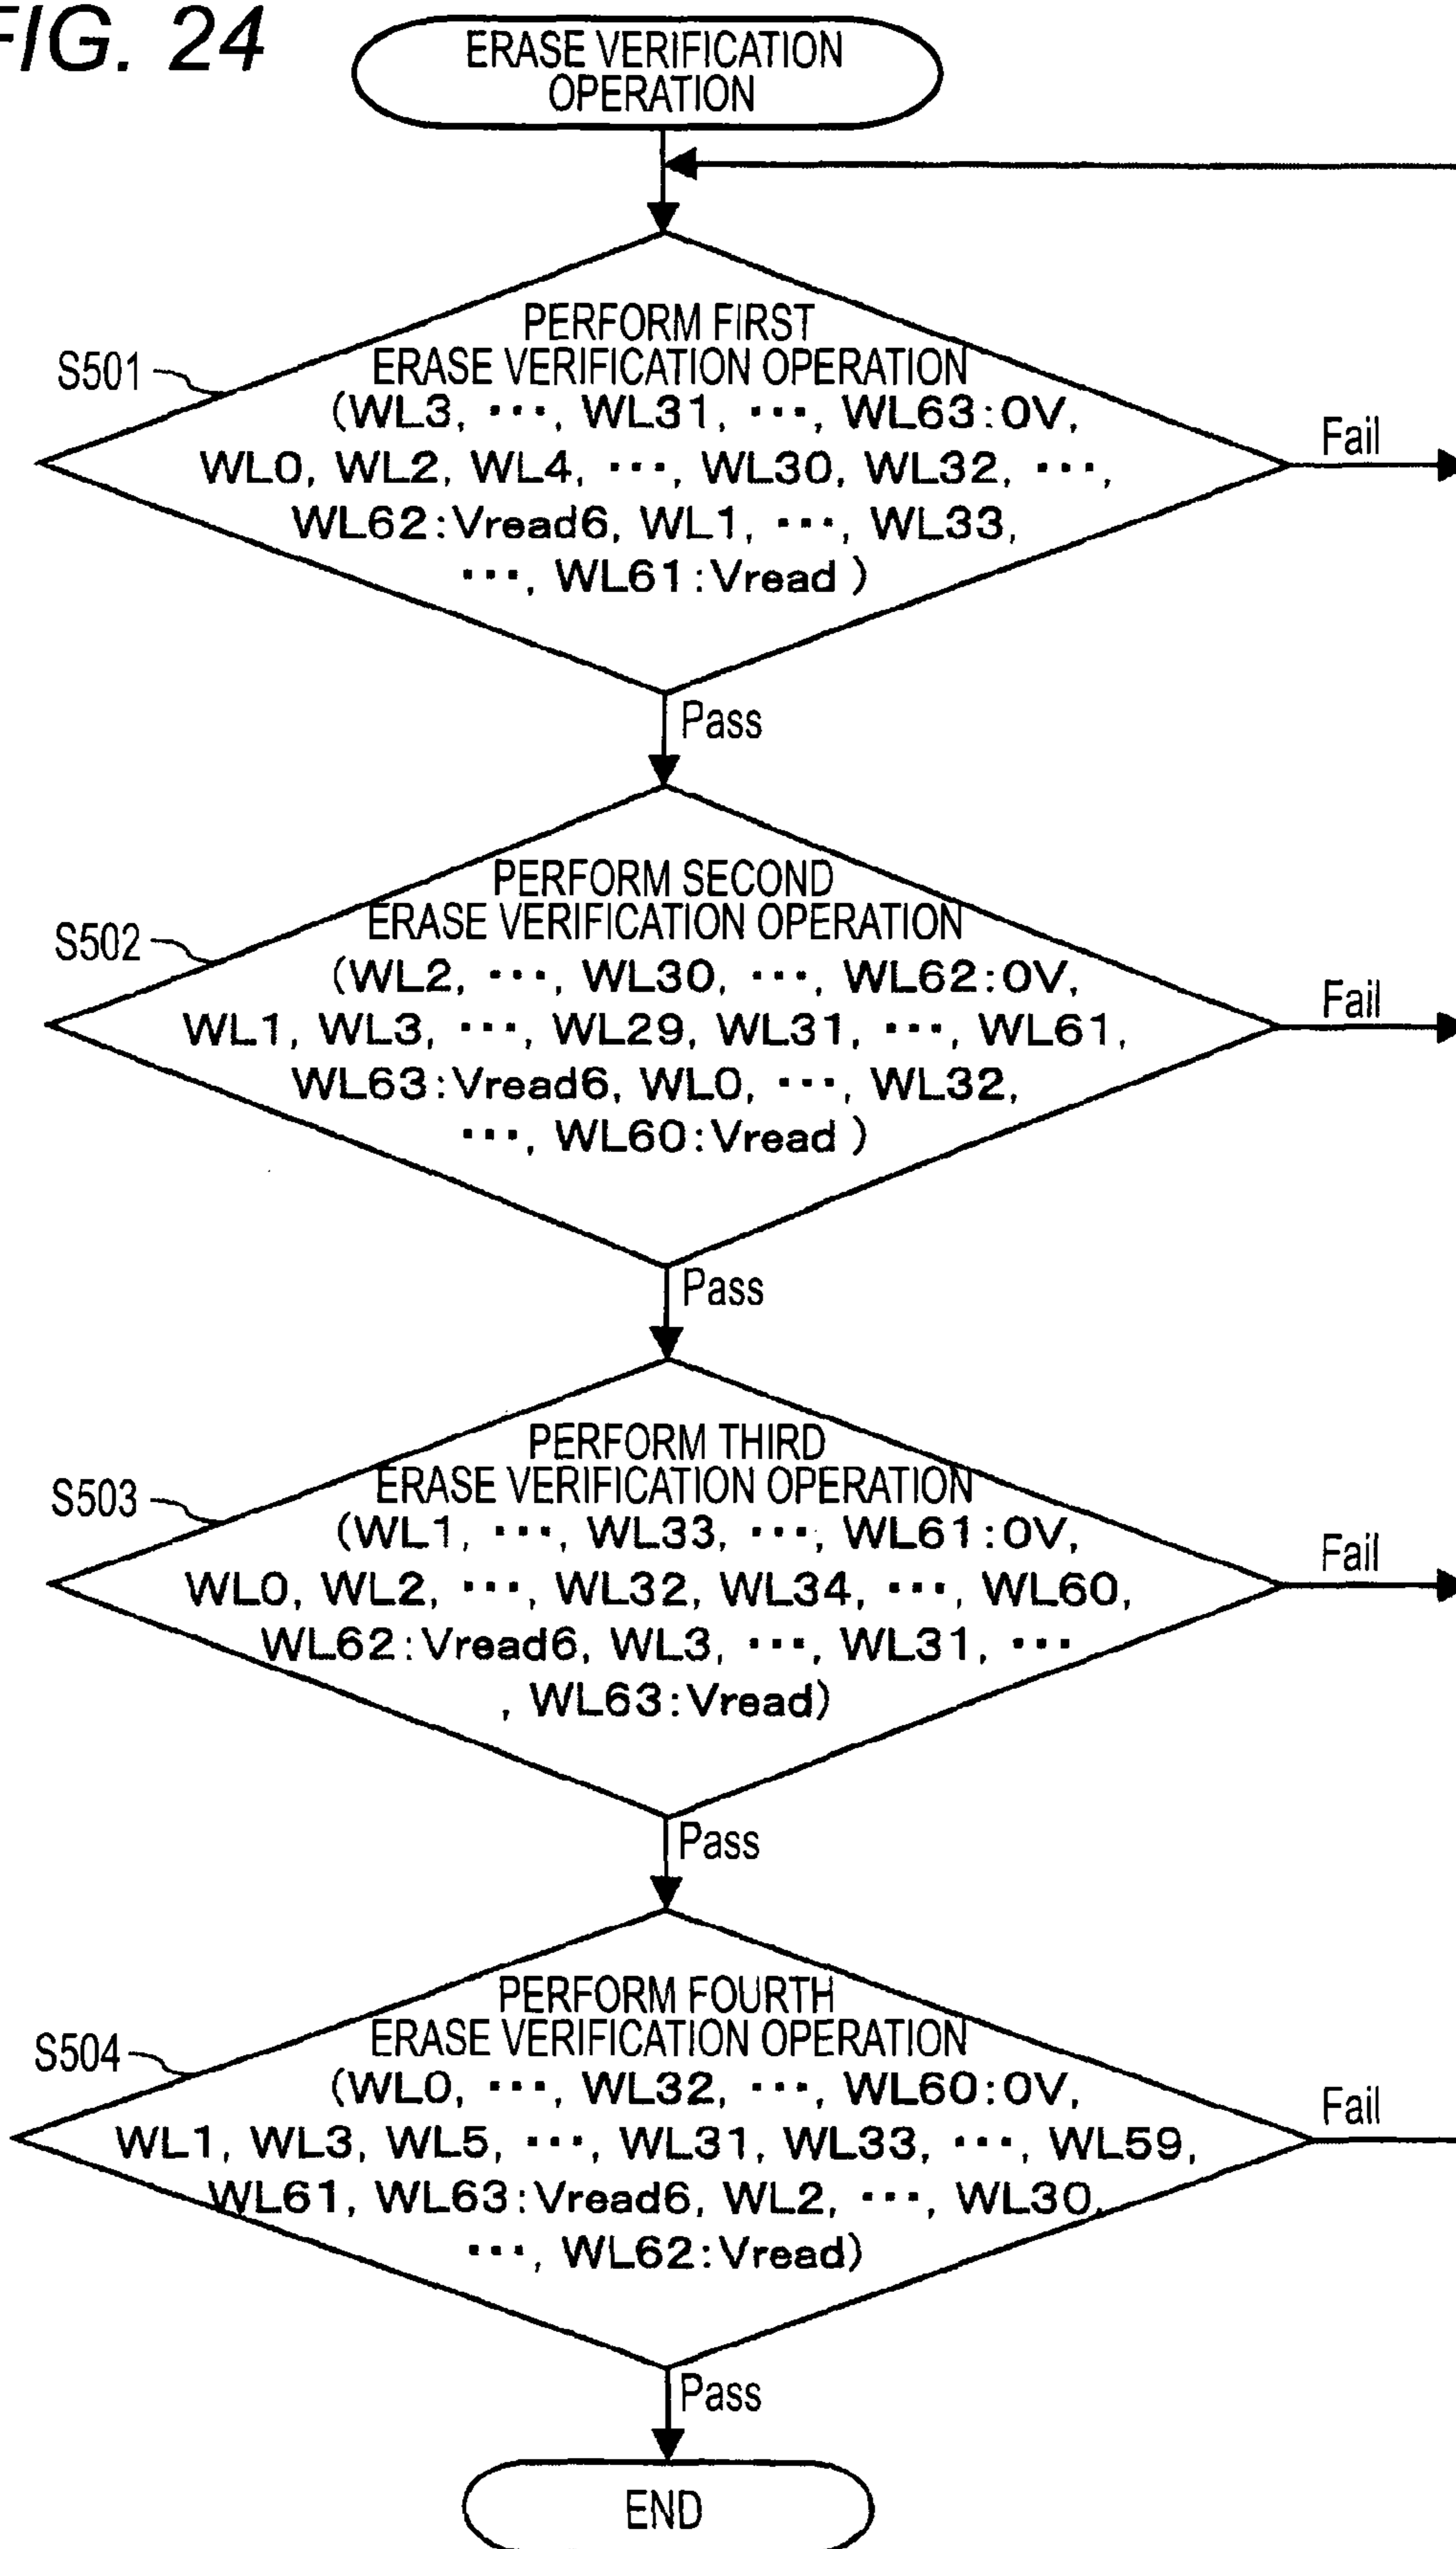 FIG. 24
ERASE VERIFICATION
OPERATION
PERFORM FIRST
ERASE VERIFICATION OPERATION
S501
(WL3, ···, WL31, ···, WL63:0V,
WL0, WL2, WL4, ···, WL30, WL32, ···,
WL62:Vread6, WL1, ···, WL33,
···, WL61:Vread )
Fail
Pass
PERFORM SECOND
ERASE VERIFICATION OPERATION
S502
(WL2, ···, WL30, ···, WL62:0V,
WL1, WL3, ···, WL29, WL31, ···, WL61,
WL63:Vread6, WL0, ···, WL32,
···, WL60:Vread )
Fail
Pass
PERFORM THIRD
ERASE VERIFICATION OPERATION
S503
(WL1, ···, WL33, ···, WL61:0V,
WL0, WL2, ···, WL32, WL34, ···, WL60,
WL62:Vread6, WL3, ···, WL31, ···
, WL63:Vread)
Fail
Pass
PERFORM FOURTH
ERASE VERIFICATION OPERATION
S504
(WL0, ···, WL32, ···, WL60:0V,
WL1, WL3, WL5, ···, WL31, WL33, ···, WL59,
WL61, WL63:Vread6, WL2, ···, WL30,
···, WL62:Vread)
Fail
Pass
END